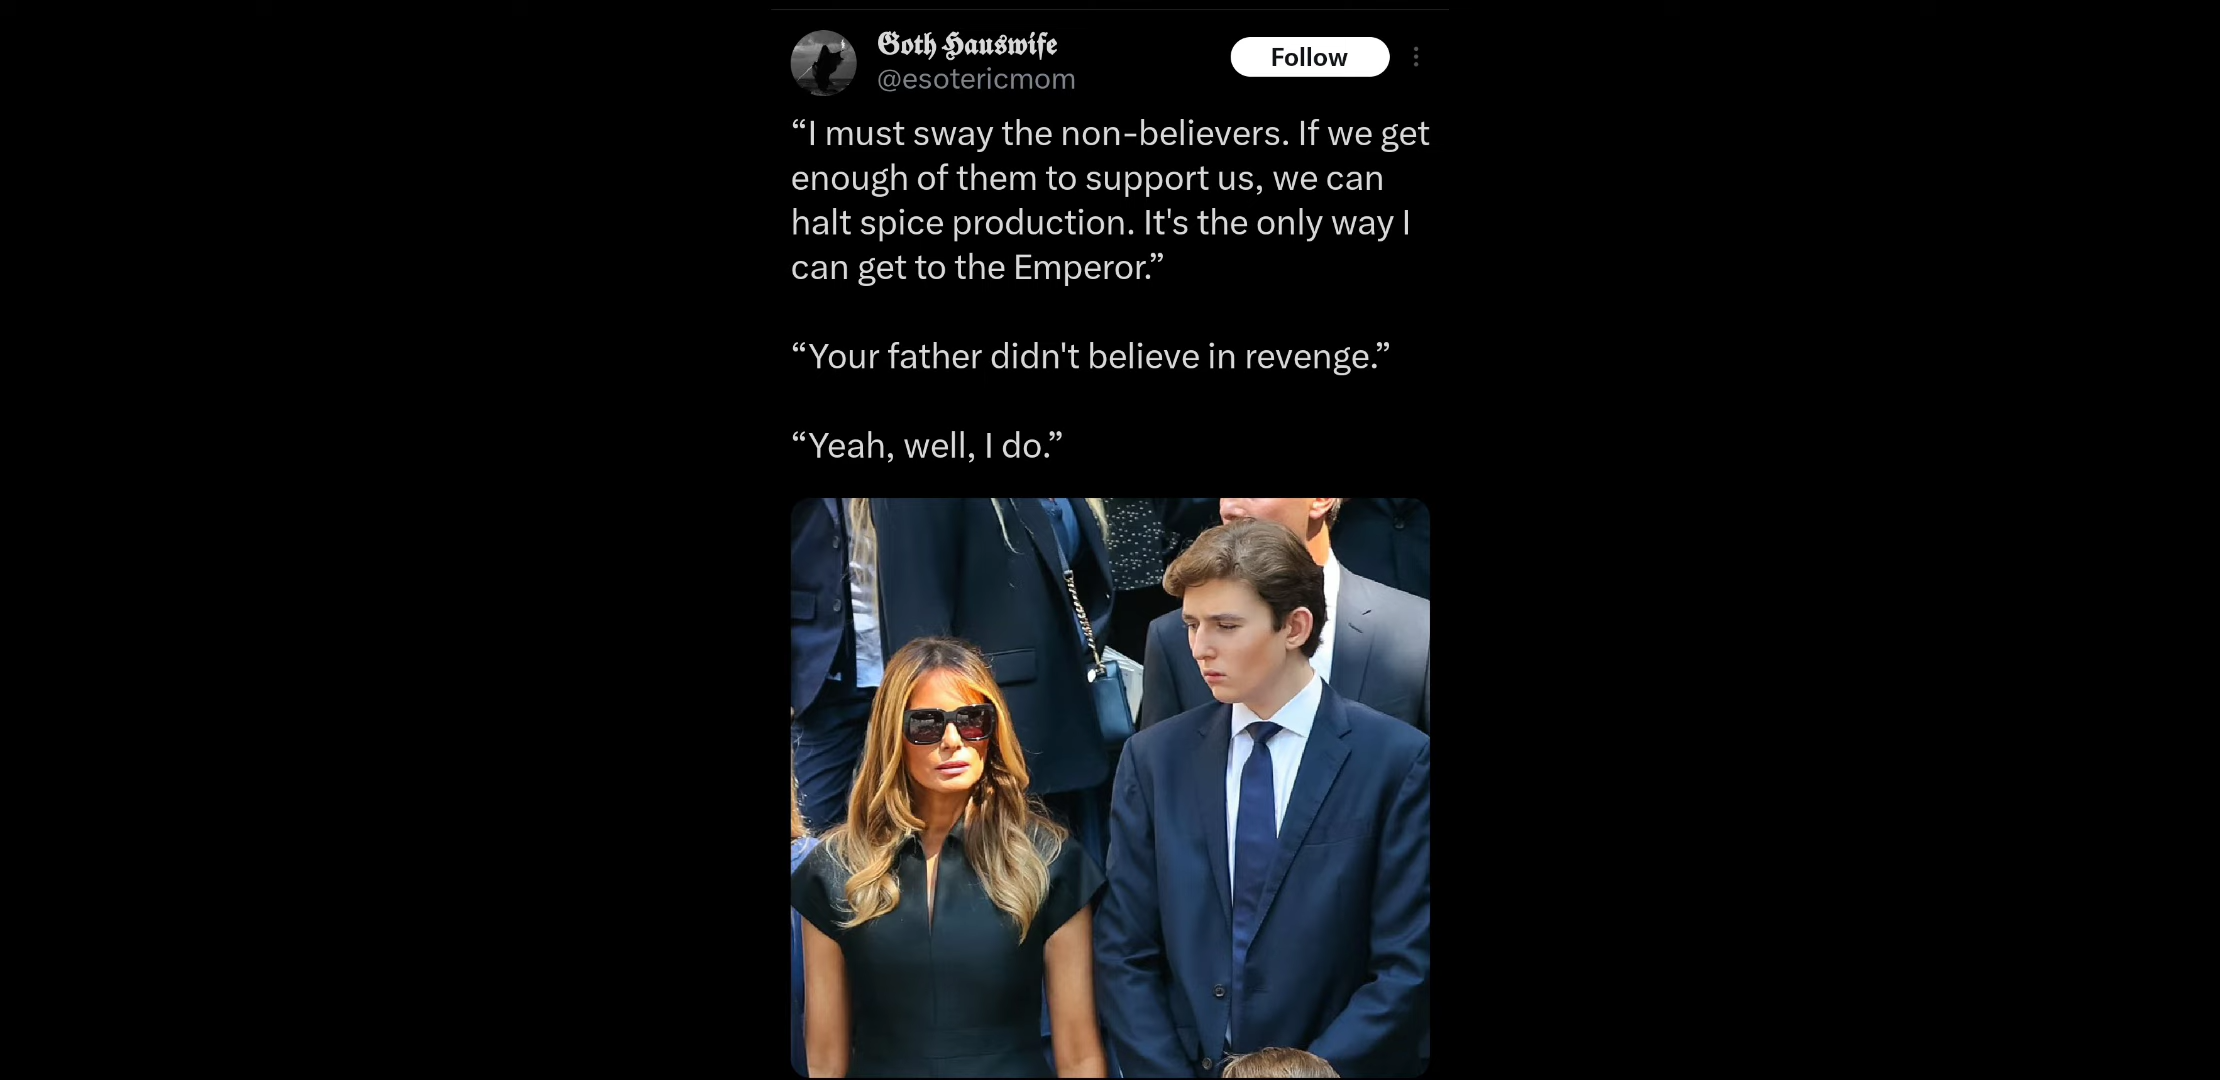 Goth Hauswife
Follow
@esotericmom
“I must sway the non-believers. If we get
enough of them to support us, we can
halt spice production. It's the only way I
can get to the Emperor.”
“Your father didn't believe in revenge.”
“Yeah, well, I do.”